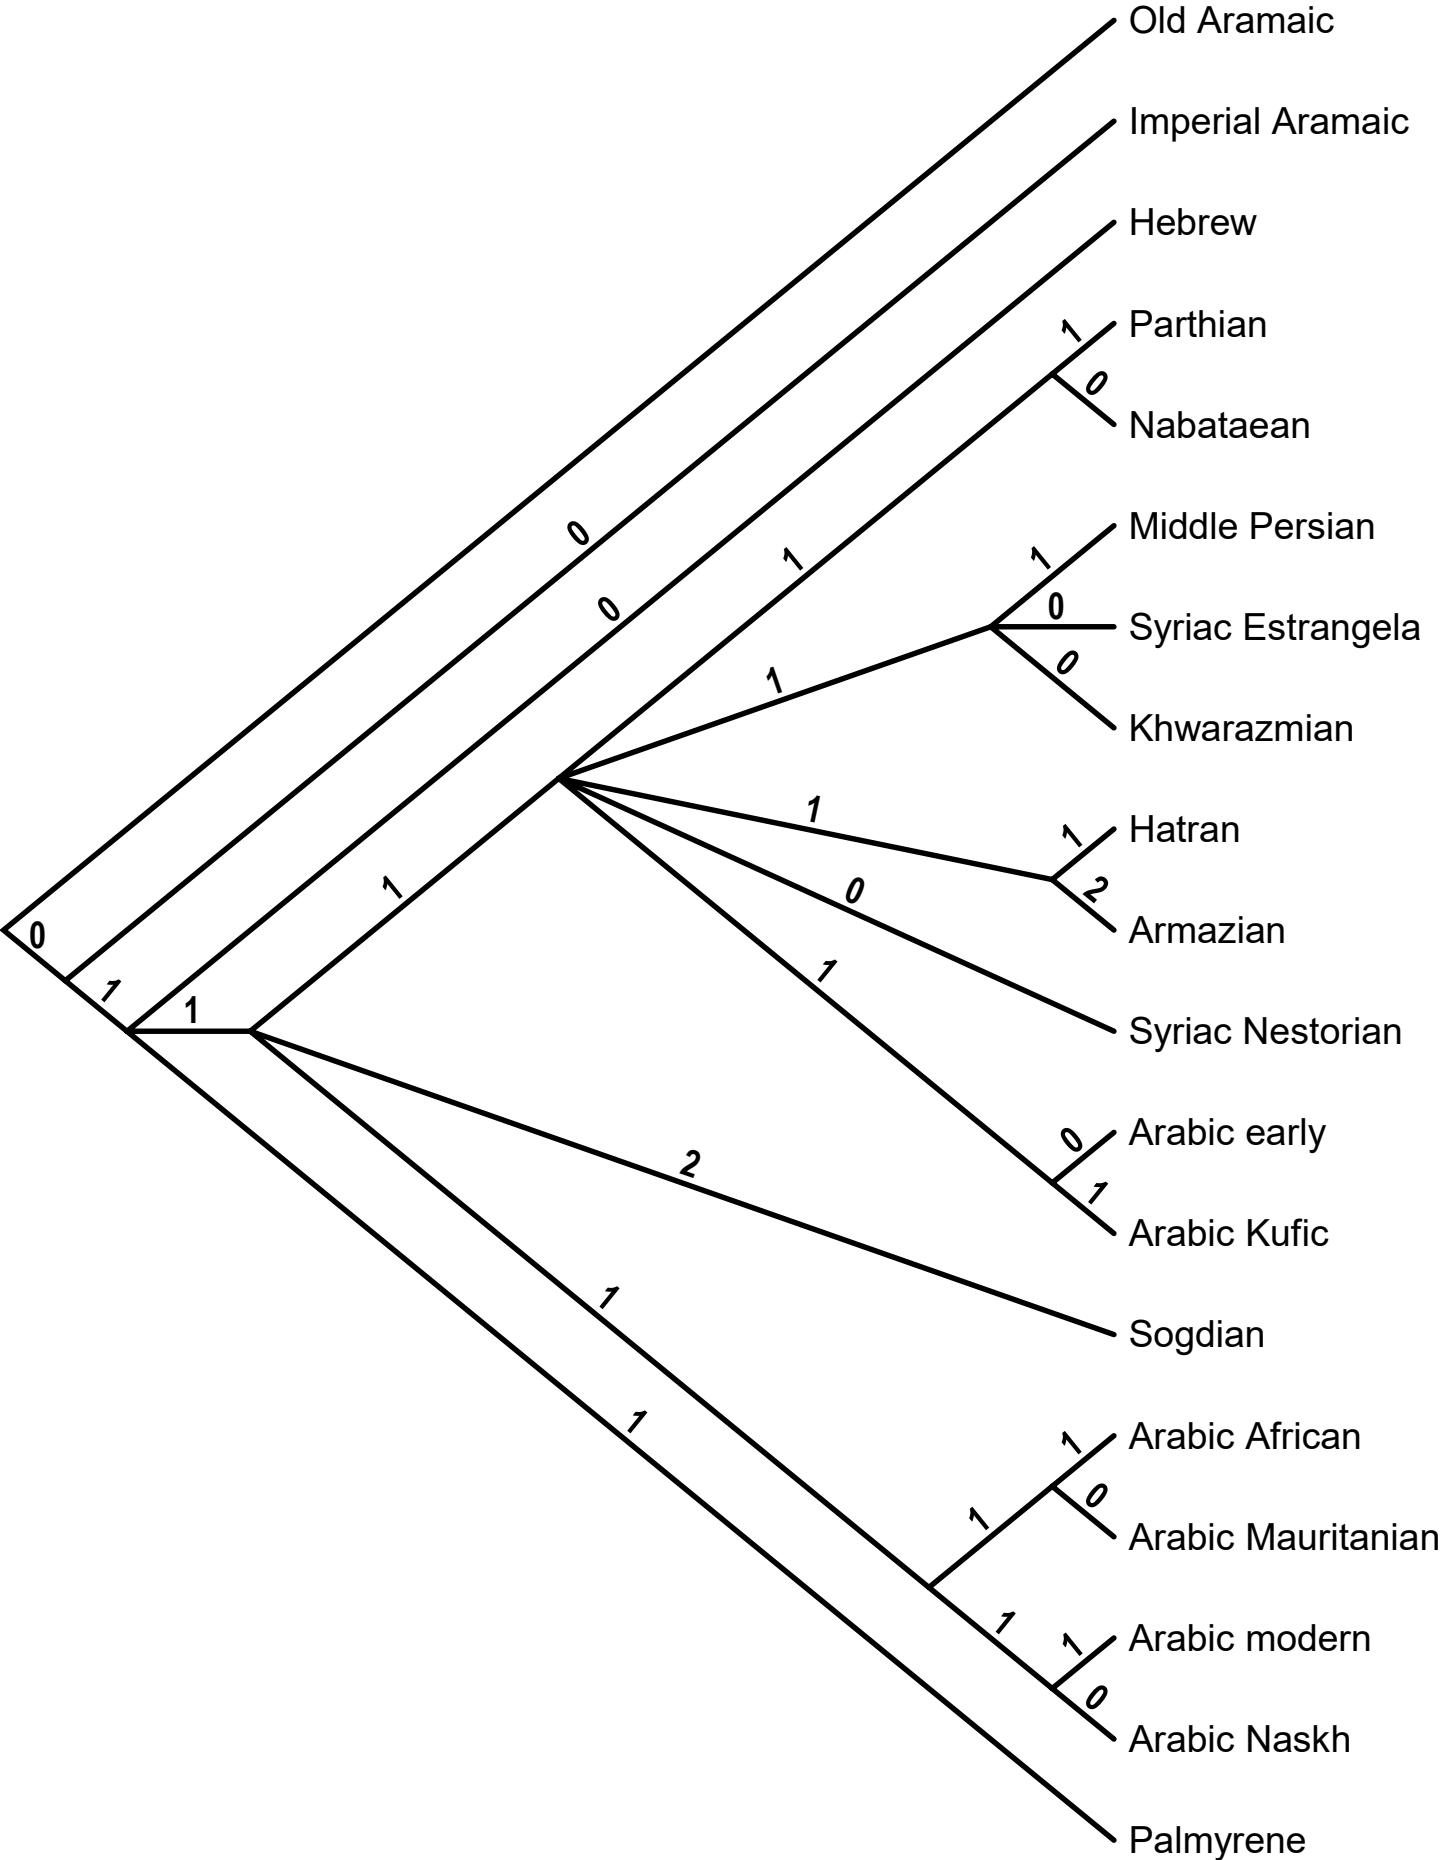 Old Aramaic
Imperial Aramaic
Hebrew
1 Parthian
0 Nabataean
0
1 Middle Persian
1
0 Syriac Estrangela
0
0 Khwarazmian
1
1
1 Hatran
1
2 Armazian
0
0
1 Syriac Nestorian
1
1
0 Arabic early
2
1 Arabic Kufic
1
Sogdian
1
1 Arabic African
0
1
Arabic Mauritanian
1
1 Arabic modern
0
Arabic Naskh
Palmyrene